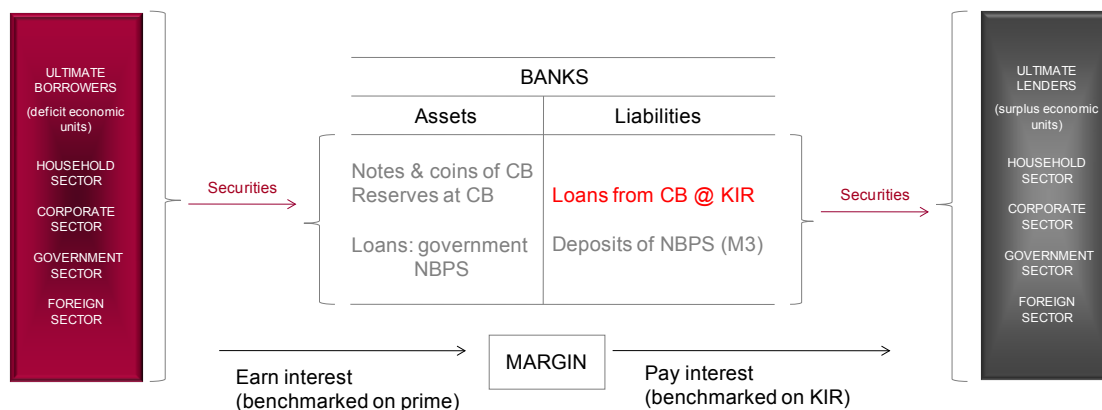 ULTIMATE
BORROWERS
(deficit economic
units)
HOUSEHOLD
SECTOR
CORPORATE
SECTOR
GOVERNMENT
SECTOR
FOREIGN
SECTOR
Securities
BANKS
Assets
Liabilities
Notes & coins of CB
Reserves at CB
Loans: government
NBPS
Loans from CB @ KIR
Deposits of NBPS (M3)
Securities
ULTIMATE
LENDERS
(surplus economic
units)
HOUSEHOLD
SECTOR
CORPORATE
SECTOR
GOVERNMENT
SECTOR
FOREIGN
SECTOR
Earn interest
(benchmarked on prime)
MARGIN
Pay interest
(benchmarked on KIR)